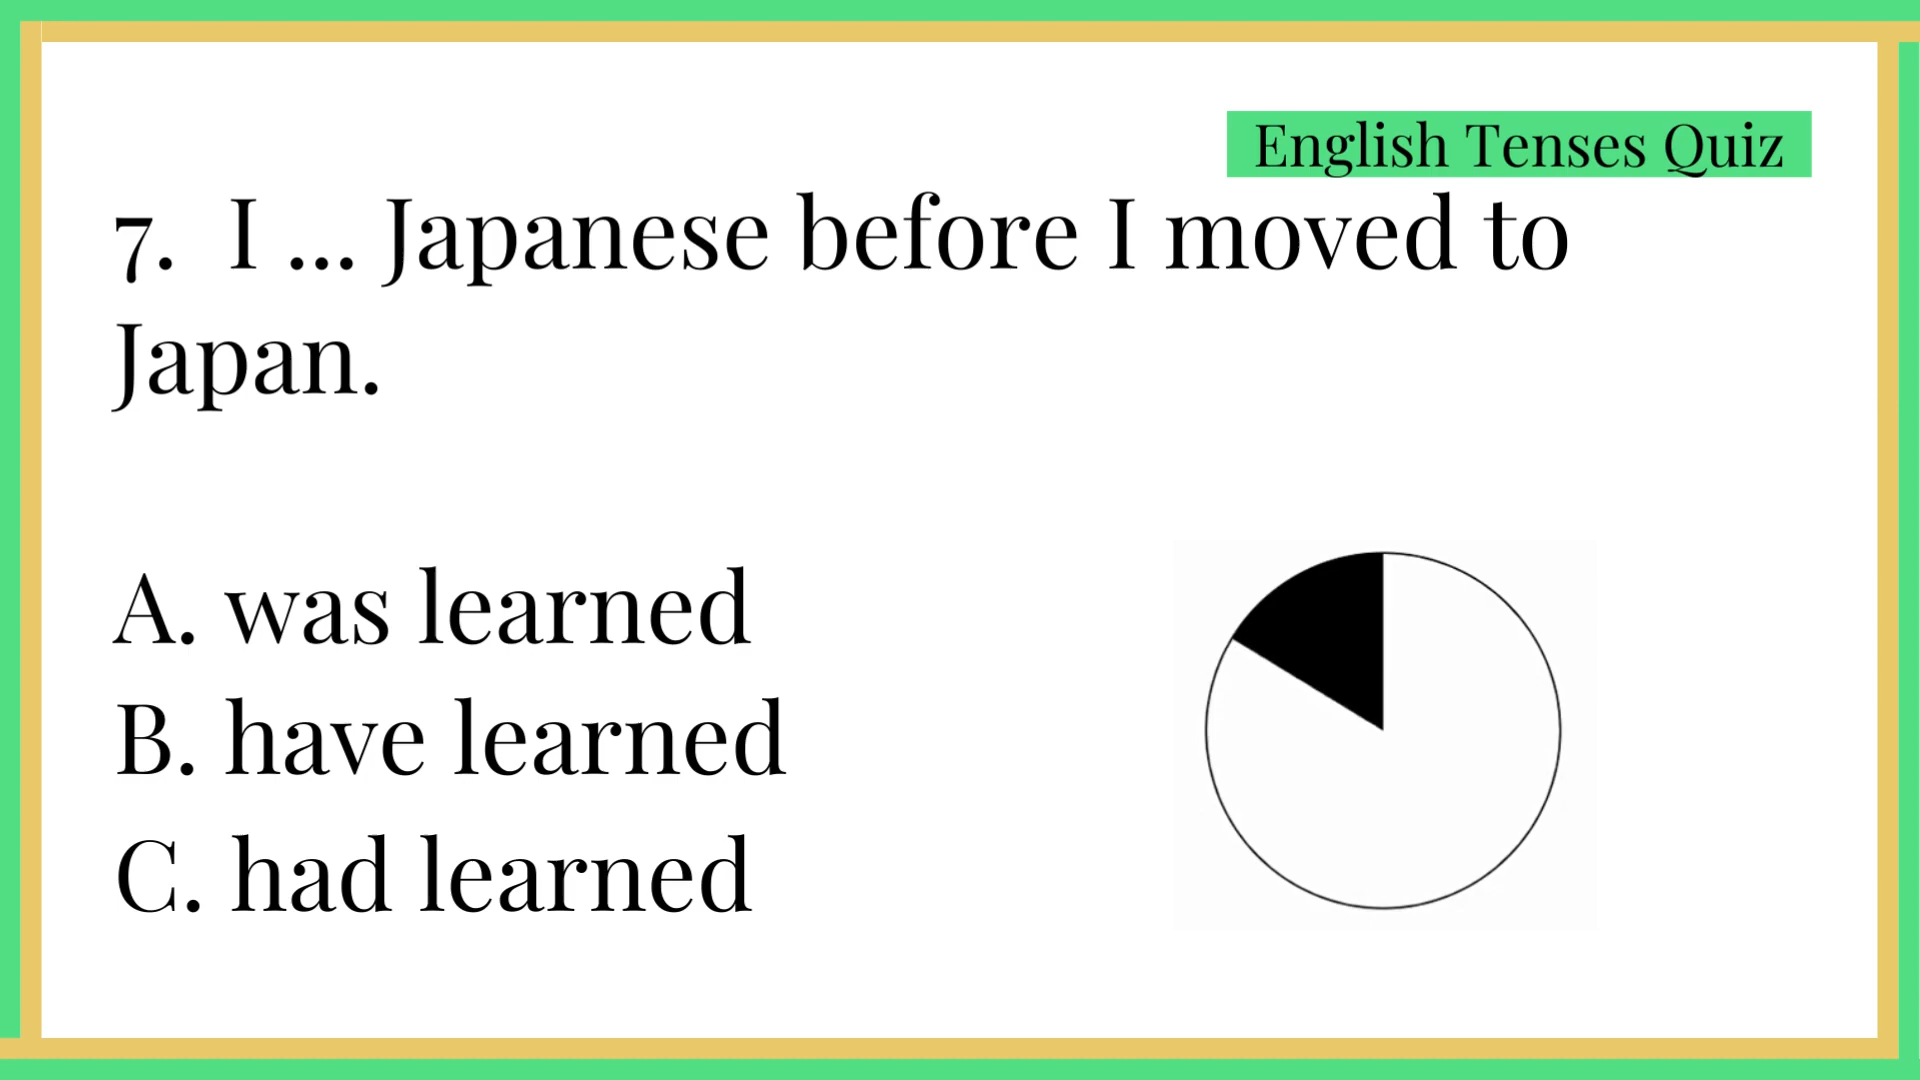 English Tenses Quiz
7. I ... Japanese before I moved to
Japan.
A. was learned
B. have learned
C. had learned